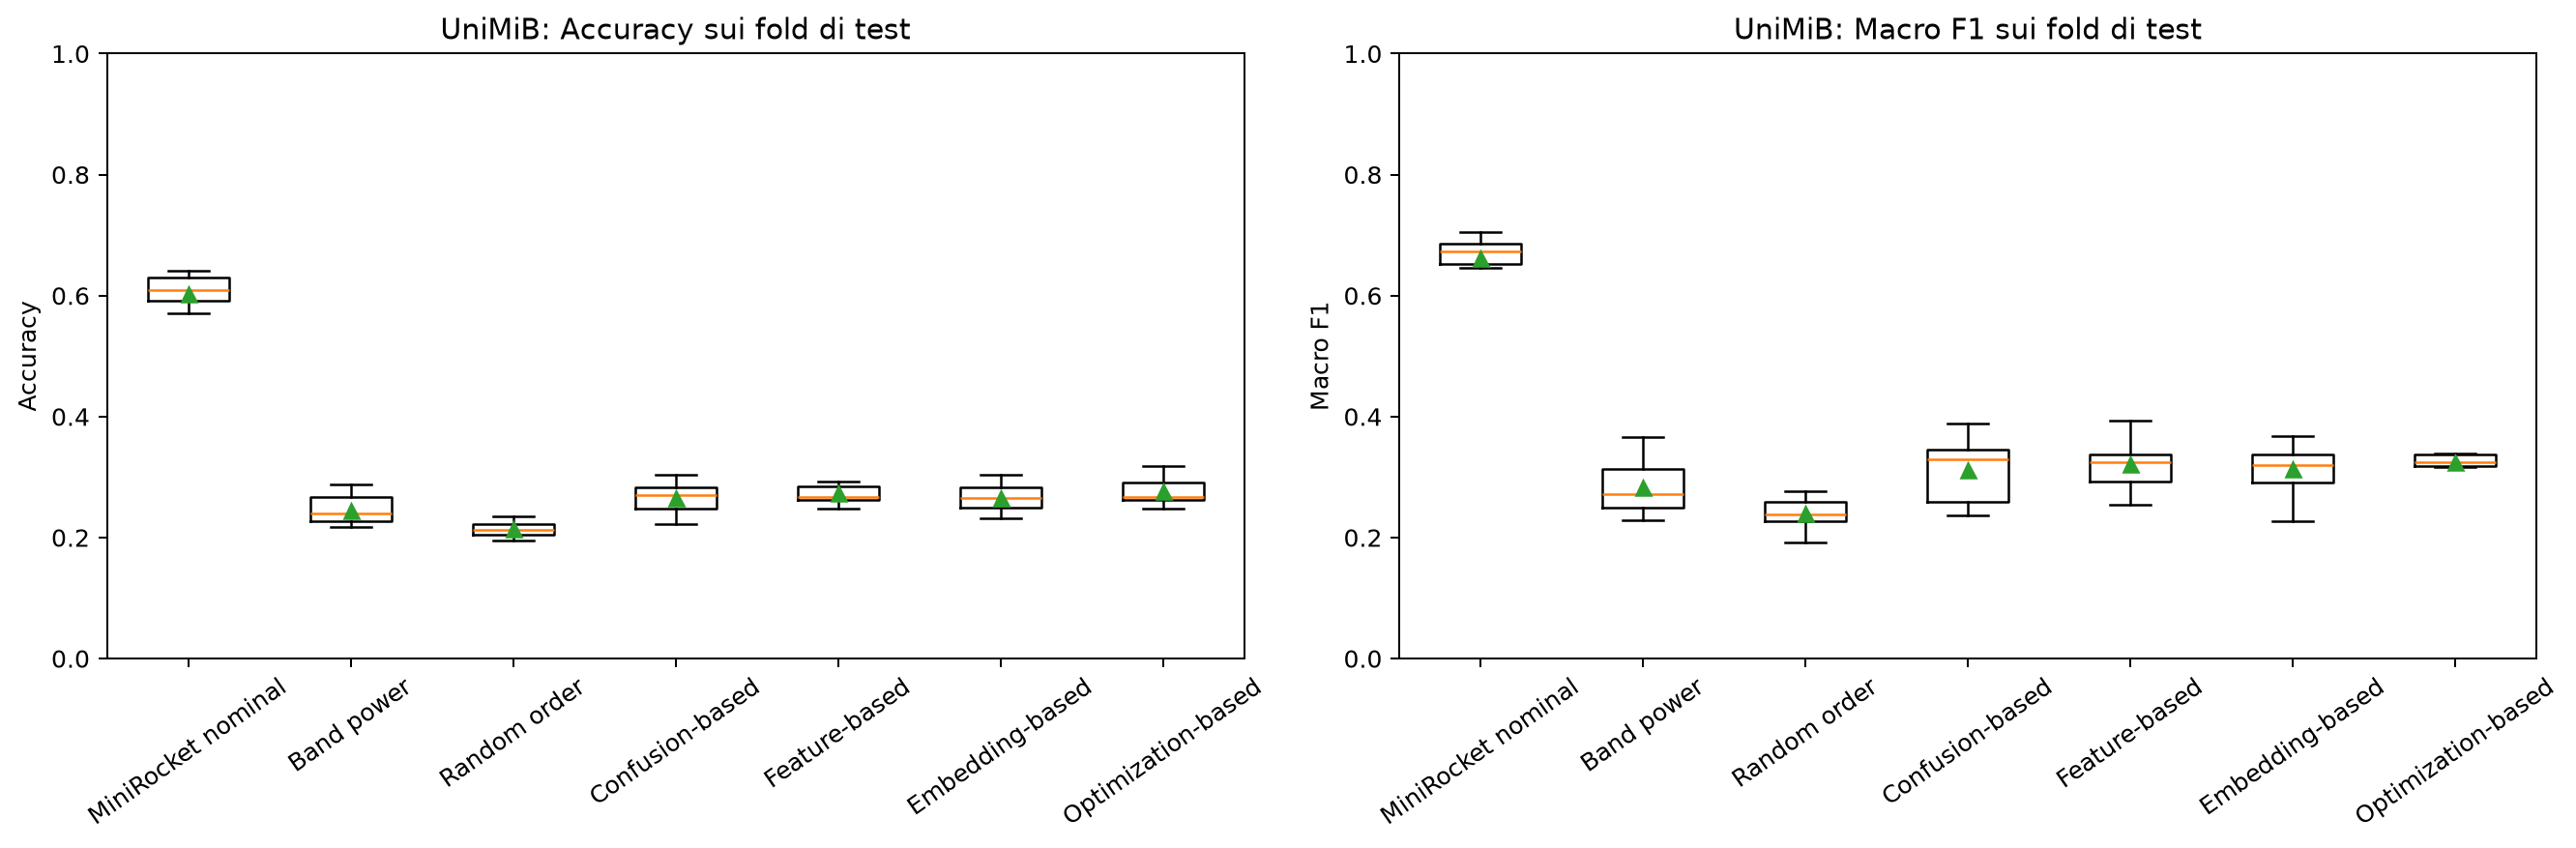 UniMiB: Accuracy sui fold di test
Accuracy
1.0
0.8
0.6
0.4
0.2
0.0
MiniRocket nominal
Band power
Random order
Confusion-based
Feature-based
Embedding-based
Optimization-based
UniMiB: Macro F1 sui fold di test
Macro F1
1.0
0.8
0.6
0.4
0.2
0.0
MiniRocket nominal
Band power
Random order
Confusion-based
Feature-based
Embedding-based
Optimization-based